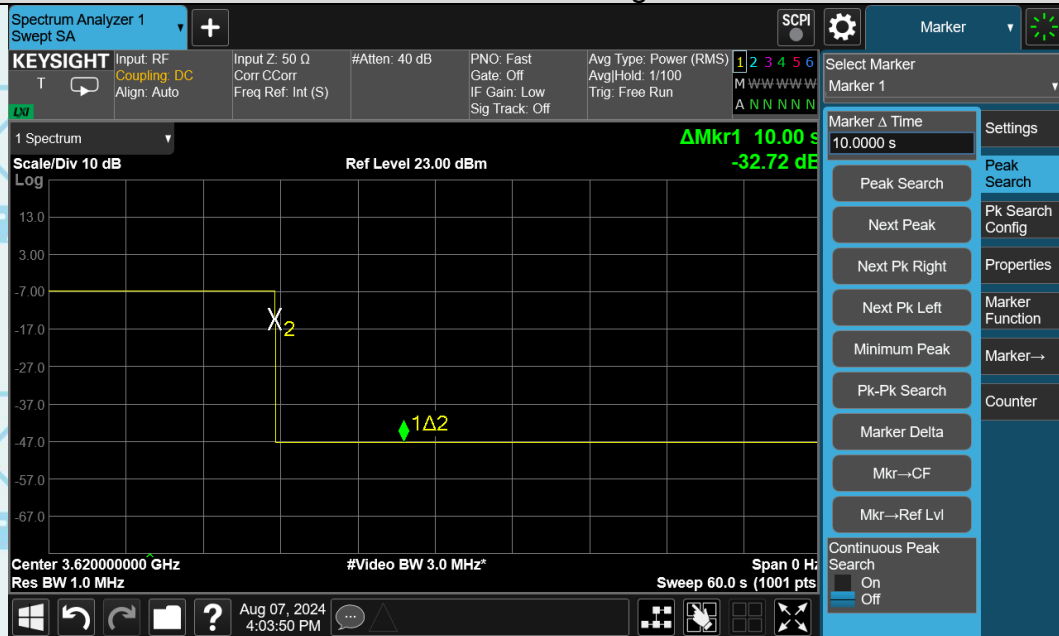 Spectrum Analyzer 1
Swept SA
+
SCPI
Marker
KEYSIGHT
T
LXI
Input: RF
Coupling: DC
Align: Auto
Input Z: 50 Ω
Corr CCorr
Freq Ref: Int (S)
#Atten: 40 dB
PNO: Fast
Gate: Off
IF Gain: Low
Sig Track: Off
Avg Type: Power (RMS)
Avg|Hold: 1/100
Trig: Free Run
1 2 3 4 5 6
M W W W W W
A N N N N N
Select Marker
Marker 1
1 Spectrum
ΔMkr1 10.00 s
-32.72 dB
Scale/Div 10 dB
Ref Level 23.00 dBm
Log
13.0
3.00
-7.00
-17.0
-27.0
-37.0
-47.0
-57.0
-67.0
2
1Δ2
Center 3.620000000 GHz
#Video BW 3.0 MHz*
Span 0 Hz
Res BW 1.0 MHz
Sweep 60.0 s (1001 pts
Marker Δ Time
10.0000 s
Peak Search
Next Peak
Next Pk Right
Next Pk Left
Minimum Peak
Pk-Pk Search
Marker Delta
Mkr→CF
Mkr→Ref Lvl
Continuous Peak
Search
On
Off
Settings
Peak
Search
Pk Search
Config
Properties
Marker
Function
Marker→
Counter
?
Aug 07, 2024
4:03:50 PM